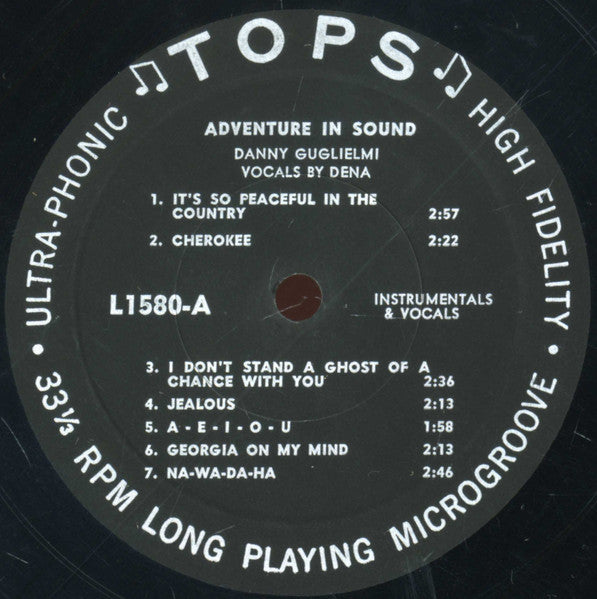 TOPS
ULTRA-PHONIC
HIGH FIDELITY
ADVENTURE IN SOUND
DANNY GUGLIELMI
VOCALS BY DENA
1. IT'S SO PEACEFUL IN THE
COUNTRY 2:57
2. CHEROKEE 2:22
L1580-A
INSTRUMENTALS
& VOCALS
3. I DON'T STAND A GHOST OF A
CHANCE WITH YOU 2:36
4. JEALOUS 2:13
5. A-E-I-O-U 1:58
6. GEORGIA ON MY MIND 2:13
7. NA-WA-DA-HA 2:46
• 33⅓ RPM LONG PLAYING MICROGROOVE •